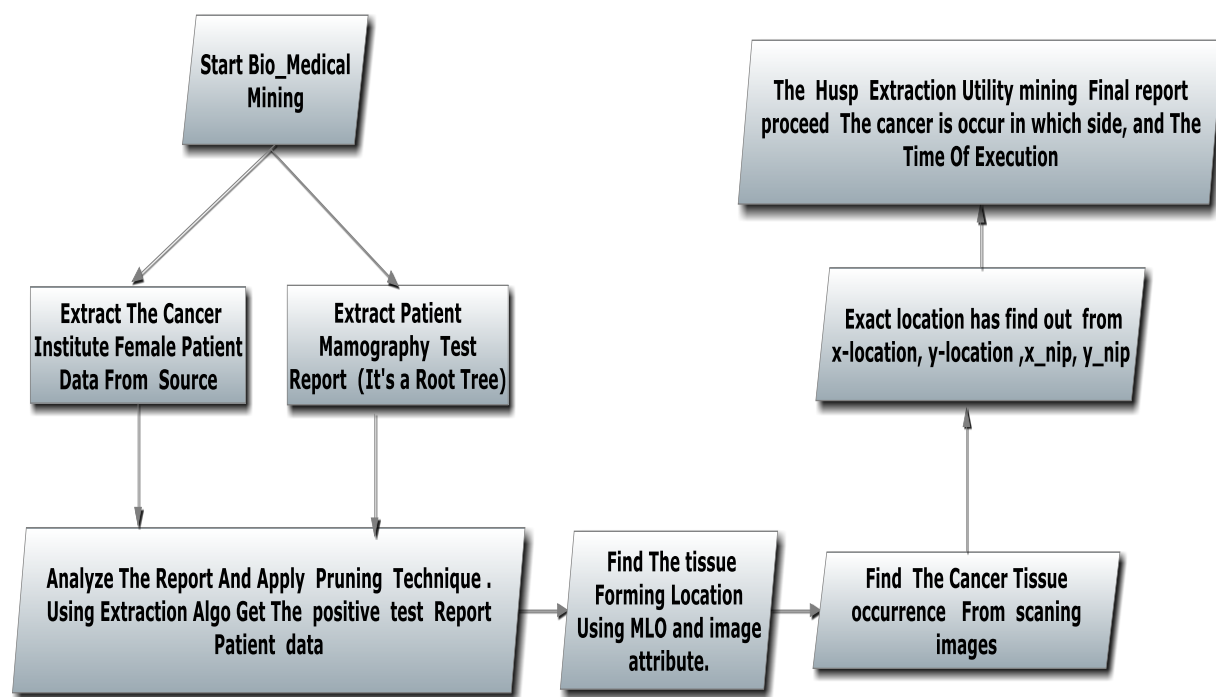 Start Bio_Medical
Mining
Extract The Cancer
Institute Female Patient
Data From Source
Extract Patient
Mamography Test
Report (It's a Root Tree)
Analyze The Report And Apply Pruning Technique .
Using Extraction Algo Get The positive test Report
Patient data
Find The tissue
Forming Location
Using MLO and image
attribute.
Find The Cancer Tissue
occurrence From scaning
images
Exact location has find out from
x-location, y-location ,x_nip, y_nip
The Husp Extraction Utility mining Final report
proceed The cancer is occur in which side, and The
Time Of Execution